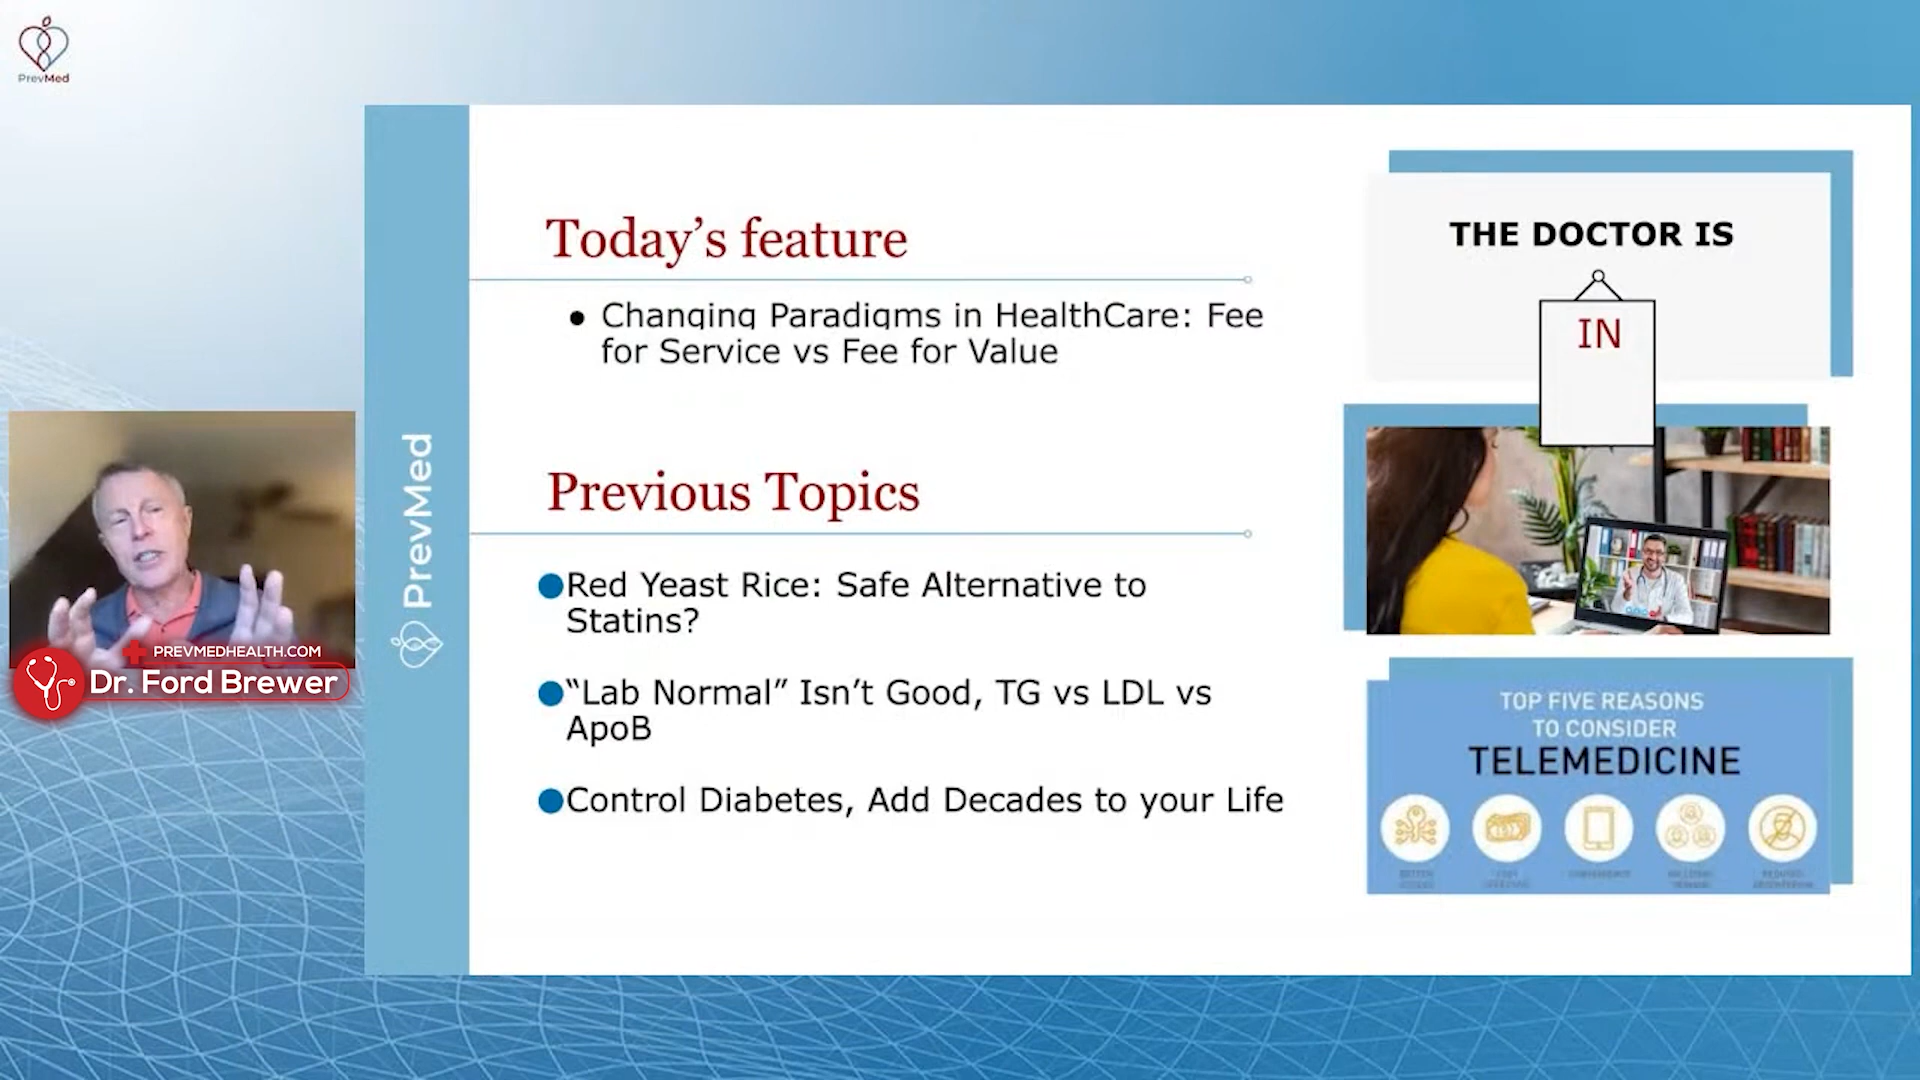 PrevMed
Today's feature
● Changing Paradigms in HealthCare: Fee
for Service vs Fee for Value
Previous Topics
●Red Yeast Rice: Safe Alternative to
Statins?
●“Lab Normal” Isn’t Good, TG vs LDL vs
ApoB
●Control Diabetes, Add Decades to your Life
PrevMed
PREVMEDHEALTH.COM
Dr. Ford Brewer
THE DOCTOR IS
IN
TOP FIVE REASONS
TO CONSIDER
TELEMEDICINE